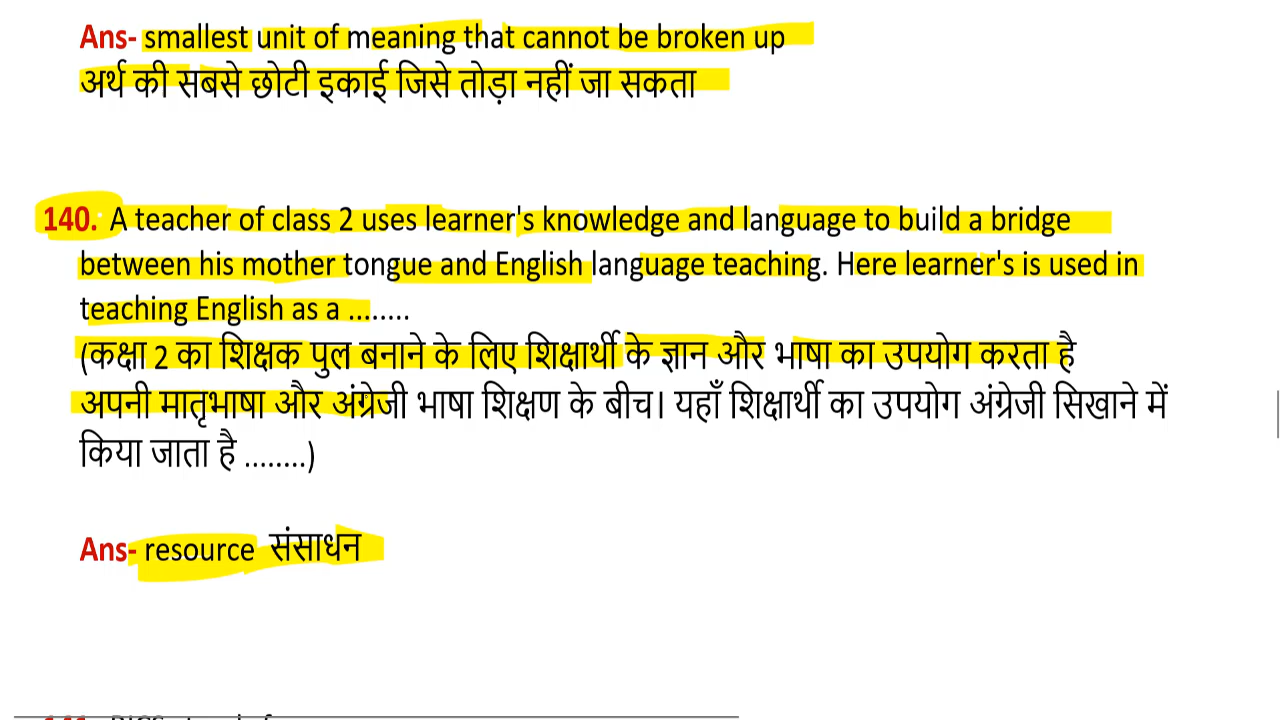 Ans- smallest unit of meaning that cannot be broken up
अर्थ की सबसे छोटी इकाई जिसे तोड़ा नहीं जा सकता
140. A teacher of class 2 uses learner's knowledge and language to build a bridge
between his mother tongue and English language teaching. Here learner's is used in
teaching English as a ........
(कक्षा 2 का शिक्षक पुल बनाने के लिए शिक्षार्थी के ज्ञान और भाषा का उपयोग करता है
अपनी मातृभाषा और अंग्रेजी भाषा शिक्षण के बीच। यहाँ शिक्षार्थी का उपयोग अंग्रेजी सिखाने में
किया जाता है ........)
Ans- resource संसाधन